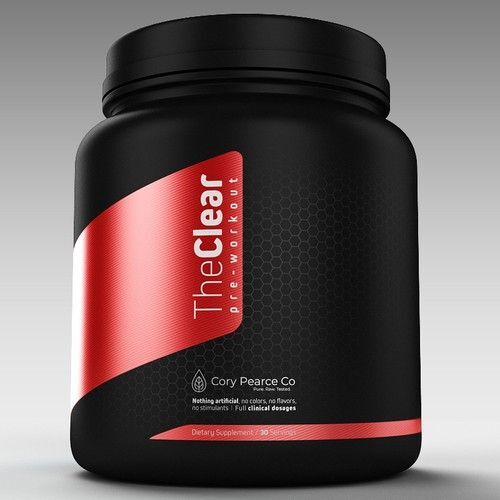 TheClear
pre-workout
Cory Pearce Co
Pure. Raw. Tested.
Nothing artificial, no colors, no flavors,
no stimulants | Full clinical dosages
Dietary Supplement / 30 Servings